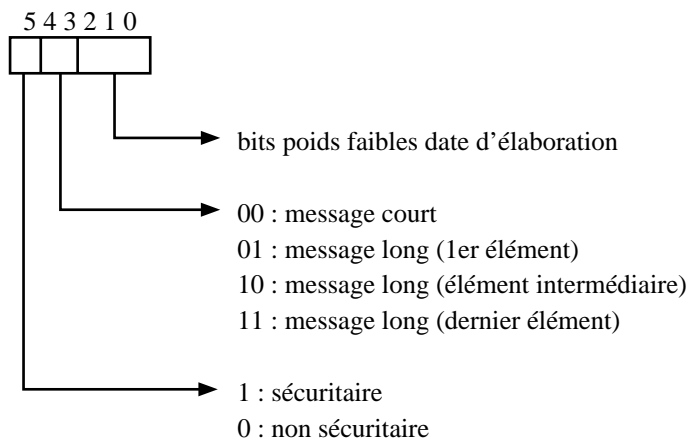 5 4 3 2 1 0
bits poids faibles date d’élaboration
00 : message court
01 : message long (1er élément)
10 : message long (élément intermédiaire)
11 : message long (dernier élément)
1 : sécuritaire
0 : non sécuritaire